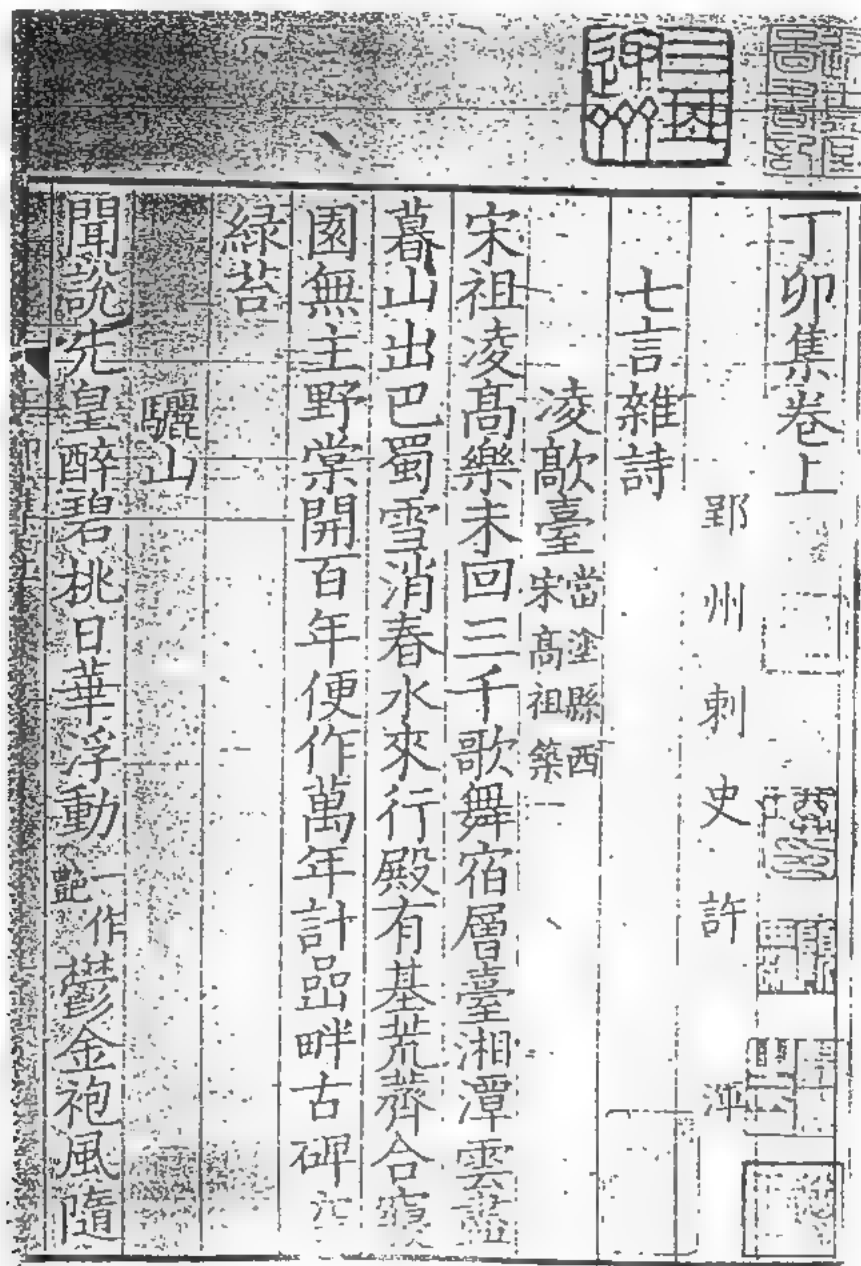 丁卯集卷上
郢州刺史許渾
七言雜詩
凌歊臺當塗縣西宋髙祖築
宋祖凌髙樂未回三千歌舞宿層臺湘潭雲盡
暮山出巴蜀雪消春水來行殿有基荒薺合寢
園無主野棠開百年便作萬年計嵒畔古碑
綠苔
驪山
聞説先皇醉碧桃日華浮動一作艶鬱金袍風隨